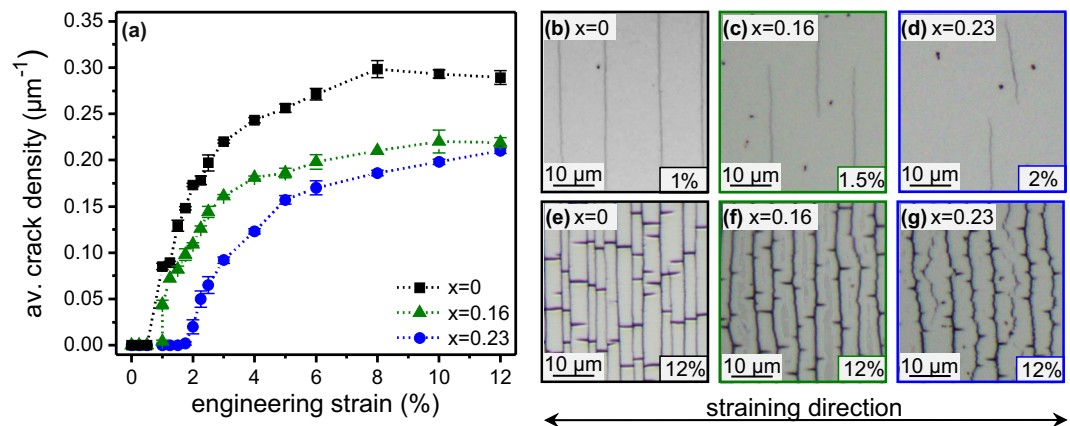 (a)
av. crack density (µm⁻¹)
0.35
0.30
0.25
0.20
0.15
0.10
0.05
0.00
x=0
x=0.16
x=0.23
0 2 4 6 8 10 12
engineering strain (%)
(b) x=0
10 µm
1%
(c) x=0.16
10 µm
1.5%
(d) x=0.23
10 µm
2%
(e) x=0
10 µm
12%
(f) x=0.16
10 µm
12%
(g) x=0.23
10 µm
12%
straining direction